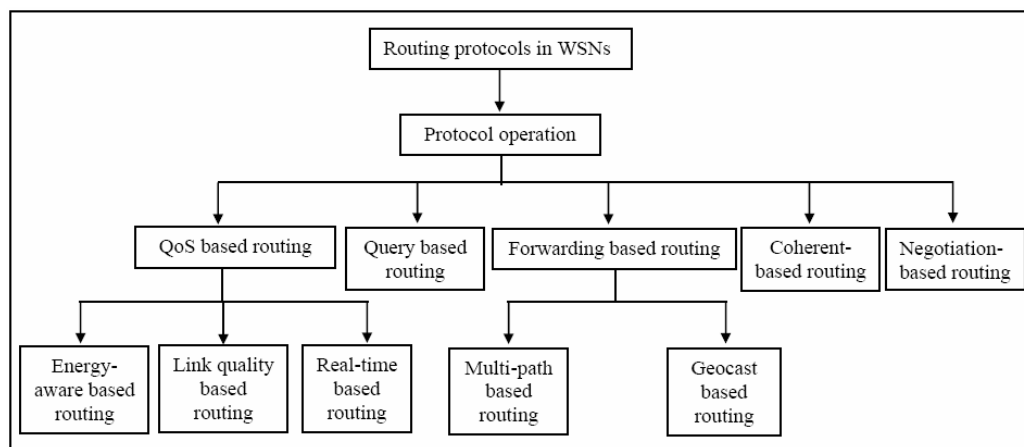 Routing protocols in WSNs
Protocol operation
QoS based routing
Query based
routing
Forwarding based routing
Coherent-
based routing
Negotiation-
based routing
Energy-
aware based
routing
Link quality
based
routing
Real-time
based
routing
Multi-path
based
routing
Geocast
based
routing